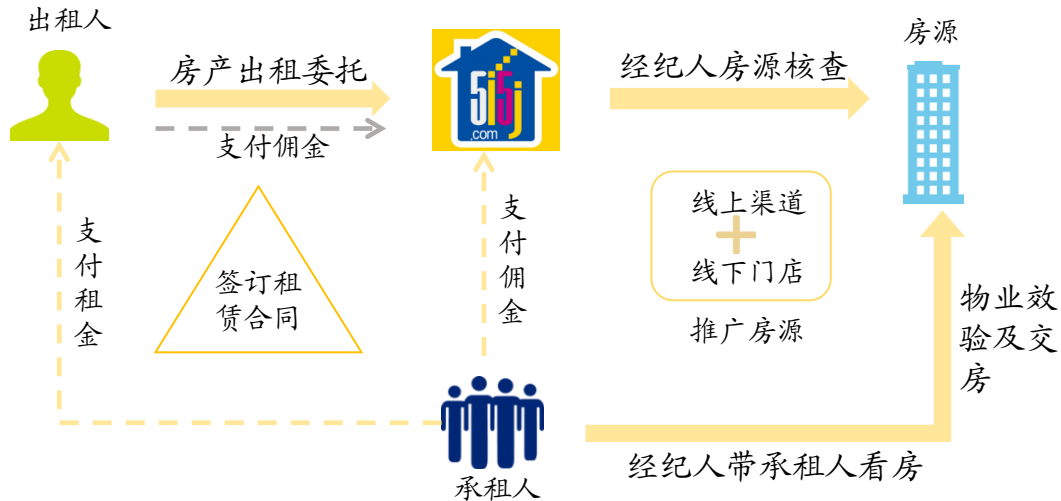 出租人
房产出租委托
支付佣金
5i5j
.com
经纪人房源核查
房源
支付租金
签订租
赁合同
支付佣金
线上渠道
线下门店
推广房源
物业效
验及交
房
承租人
经纪人带承租人看房